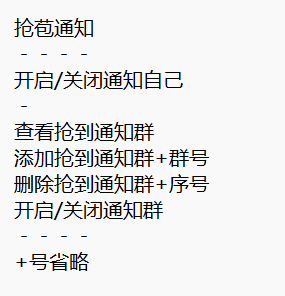 抢苞通知
- - - -
开启/关闭通知自己
-
查看抢到通知群
添加抢到通知群+群号
删除抢到通知群+序号
开启/关闭通知群
- - - -
+号省略